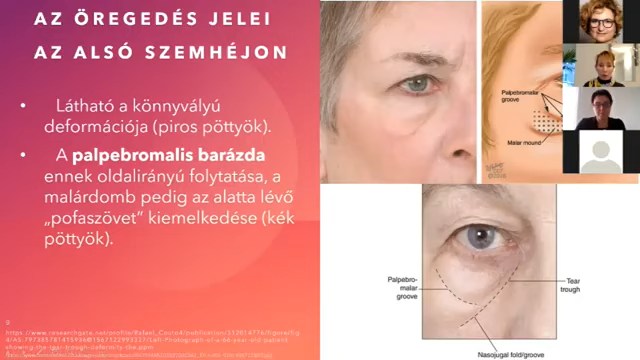 AZ ÖREGEDÉS JELEI
AZ ALSÓ SZEMHÉJON
• Látható a könnyvályú
deformációja (piros pöttyök).
• A palpebromalis barázda
ennek oldalirányú folytatása, a
malárdomb pedig az alatta lévő
„pofaszövet” kiemelkedése (kék
pöttyök).
Palpebromalar
groove
Malar mound
Palpebro-
malar
groove
Tear
trough
Nasojugal fold/groove
9